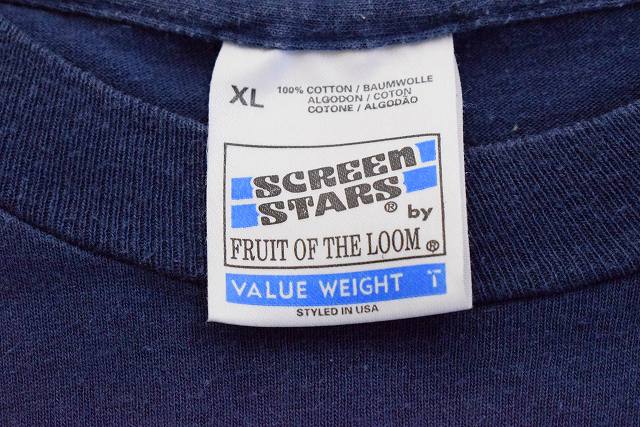 XL
100% COTTON / BAUMWOLLE
ALGODON / COTON
COTONE / ALGODÃO
SCREEN
STARS® by
FRUIT OF THE LOOM®
VALUE WEIGHT T
STYLED IN USA